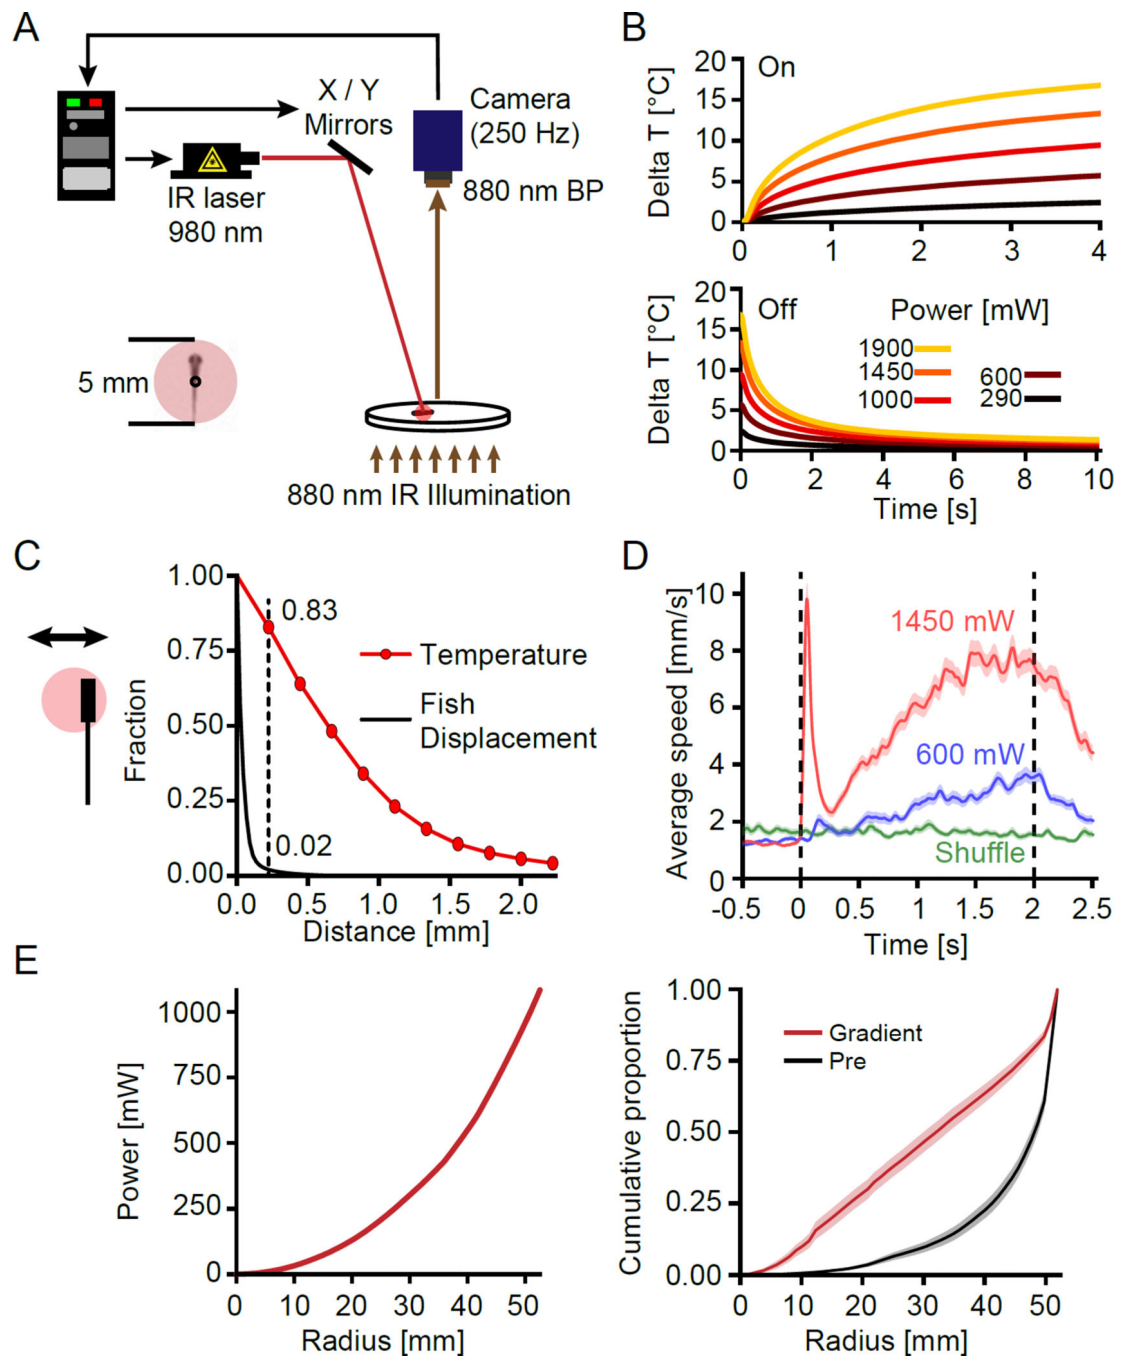 A
X / Y
Mirrors
Camera
(250 Hz)
IR laser
980 nm
880 nm BP
5 mm
880 nm IR Illumination
B
Delta T [°C]
20
15
10
5
0
On
0 1 2 3 4
Delta T [°C]
20
15
10
5
0
Off
Power [mW]
1900
1450
1000
600
290
0 2 4 6 8 10
Time [s]
C
Fraction
1.00
0.75
0.50
0.25
0.00
0.83
0.02
Temperature
Fish
Displacement
0.0 0.5 1.0 1.5 2.0
Distance [mm]
D
Average speed [mm/s]
10
8
6
4
2
0
1450 mW
600 mW
Shuffle
-0.5 0 0.5 1 1.5 2 2.5
Time [s]
E
Power [mW]
1000
750
500
250
0
0 10 20 30 40 50
Radius [mm]
Cumulative proportion
1.00
0.75
0.50
0.25
0.00
Gradient
Pre
0 10 20 30 40 50
Radius [mm]